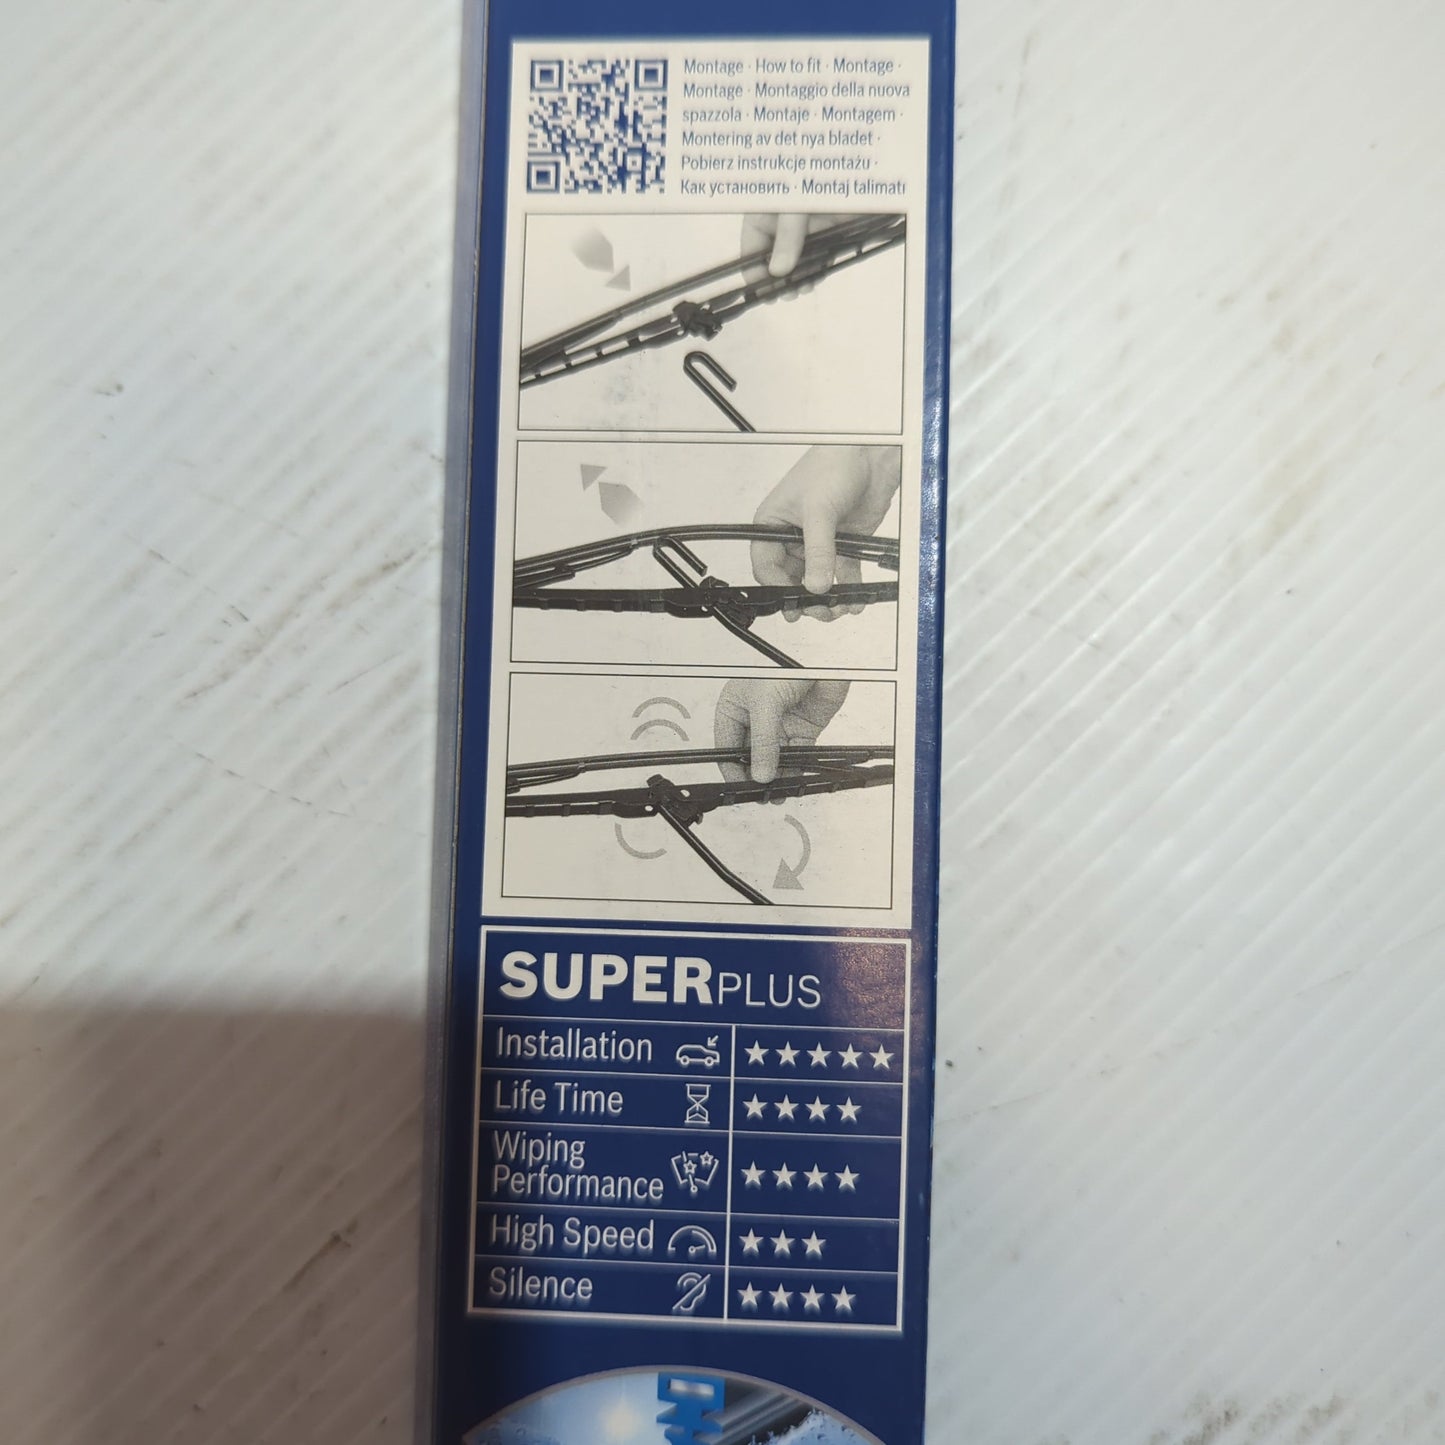 Montage · How to fit · Montage ·
Montage · Montaggio della nuova
spazzola · Montaje · Montagem ·
Montering av det nya bladet ·
Pobierz instrukcje montażu ·
Как установить · Montaj talimatı
SUPERPLUS
Installation ★★★★★
Life Time ★★★★
Wiping
Performance ★★★★
High Speed ★★★
Silence ★★★★